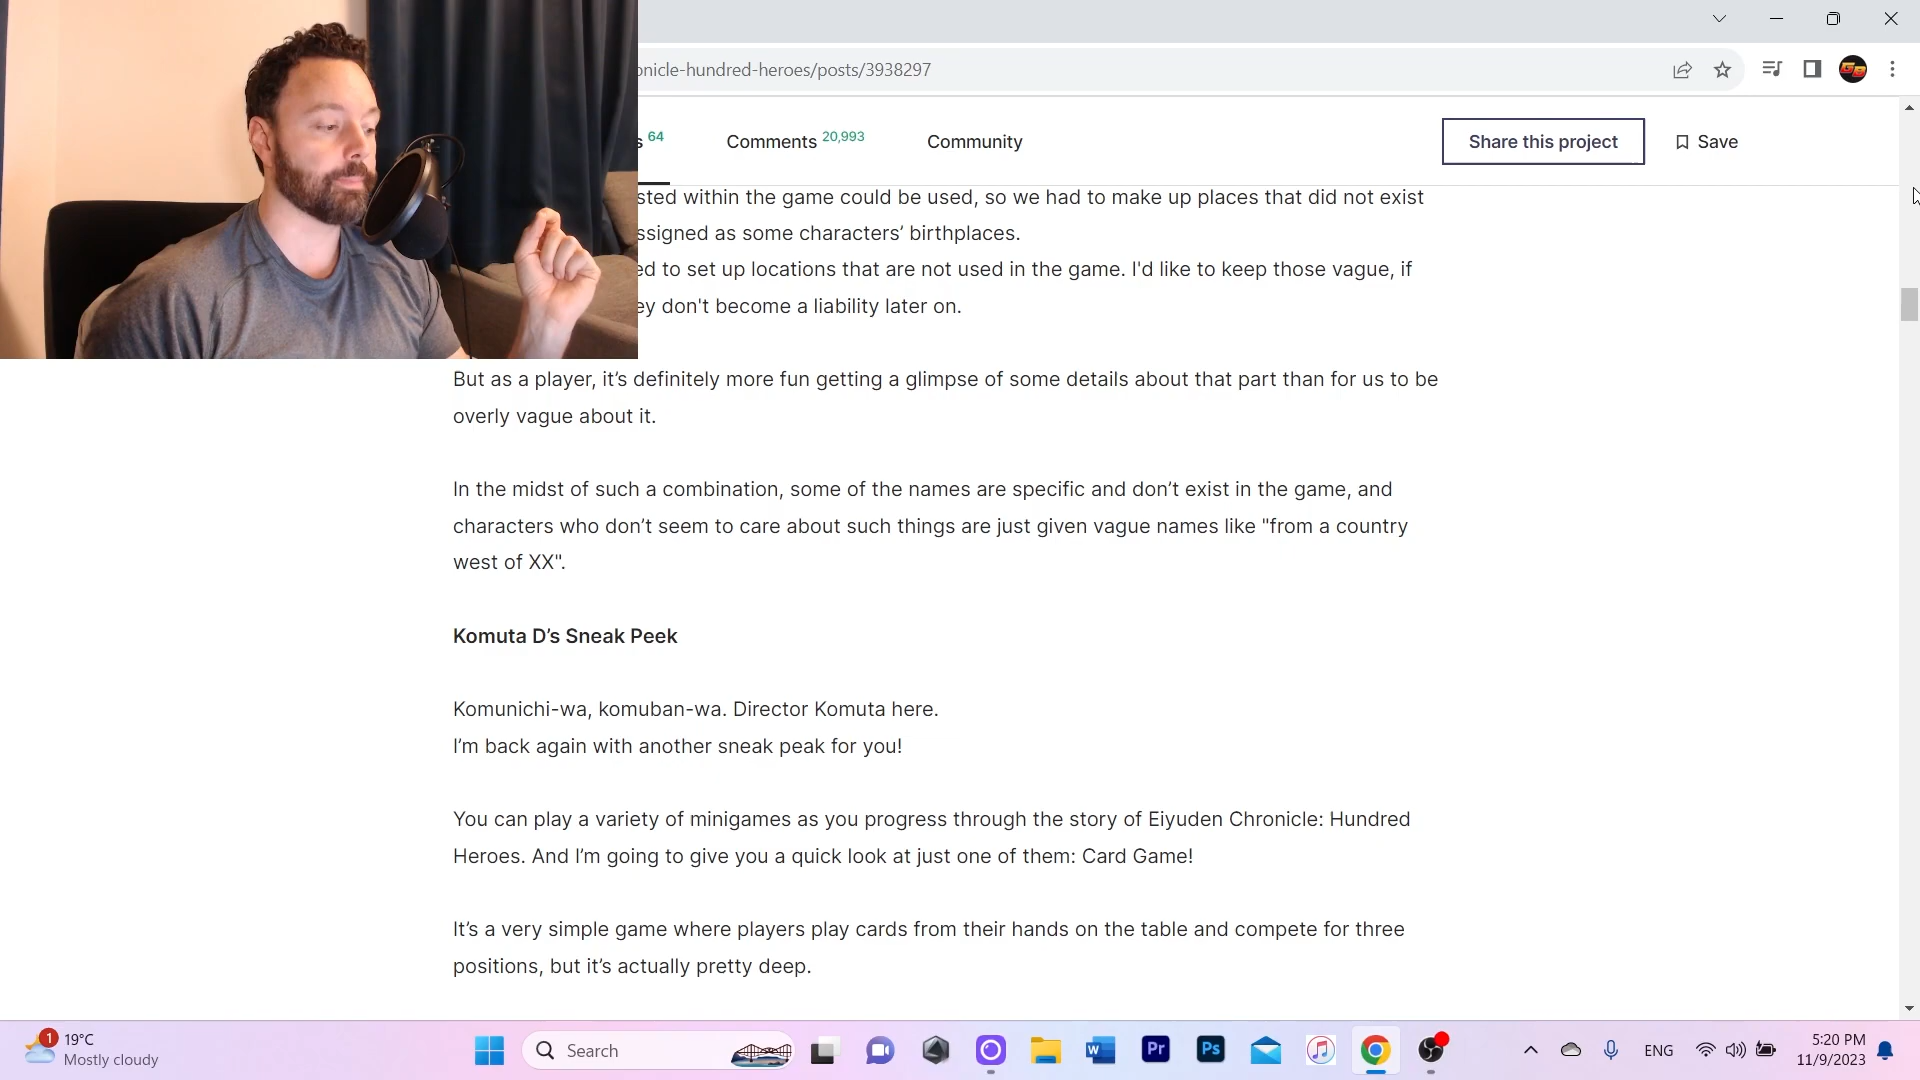 onicle-hundred-heroes/posts/3938297
s 64 Comments 20,993 Community Share this project Save
sted within the game could be used, so we had to make up places that did not exist
ssigned as some characters’ birthplaces.
ed to set up locations that are not used in the game. I'd like to keep those vague, if
ey don't become a liability later on.
But as a player, it’s definitely more fun getting a glimpse of some details about that part than for us to be
overly vague about it.
In the midst of such a combination, some of the names are specific and don’t exist in the game, and
characters who don’t seem to care about such things are just given vague names like "from a country
west of XX".
Komuta D’s Sneak Peek
Komunichi-wa, komuban-wa. Director Komuta here.
I’m back again with another sneak peak for you!
You can play a variety of minigames as you progress through the story of Eiyuden Chronicle: Hundred
Heroes. And I’m going to give you a quick look at just one of them: Card Game!
It’s a very simple game where players play cards from their hands on the table and compete for three
positions, but it’s actually pretty deep.
1 19°C
Mostly cloudy
Search
W Pr Ps
ENG
5:20 PM
11/9/2023